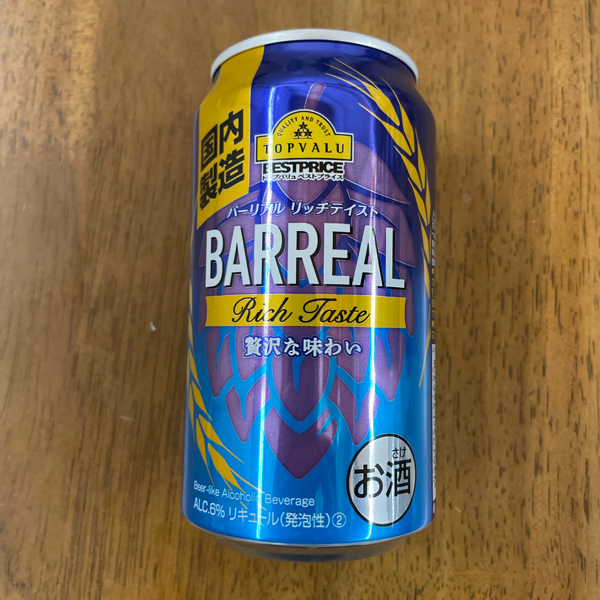 国内
製造
QUALITY AND TRUST
TOPVALU
BESTPRICE
トップバリュ ベストプライス
バーリアル リッチテイスト
BARREAL
Rich Taste
贅沢な味わい
さけ
お酒
Beer-like Alcoholic Beverage
ALC.6% リキュール(発泡性)②